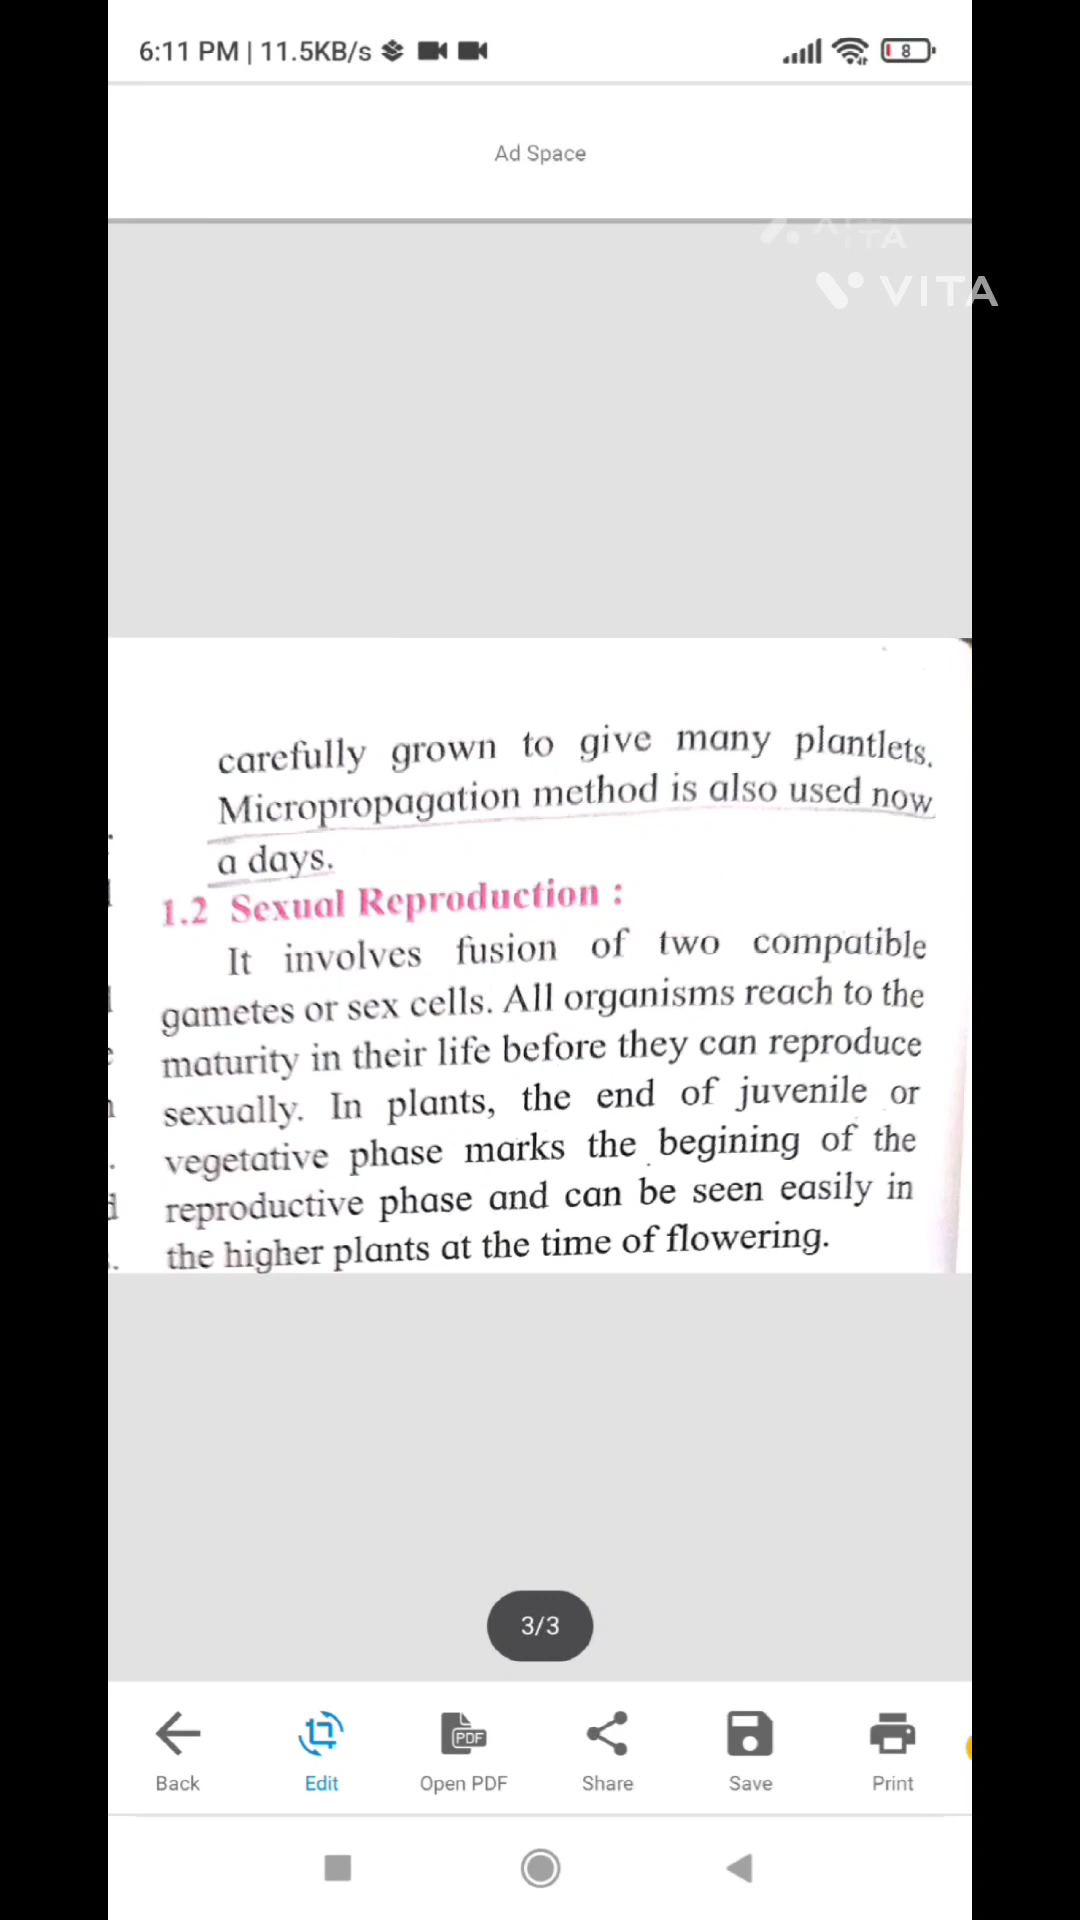 6:11 PM | 11.5KB/s
8
Ad Space
VITA
carefully grown to give many plantlets.
Micropropagation method is also used now
a days.
1.2 Sexual Reproduction :
It involves fusion of two compatible
gametes or sex cells. All organisms reach to the
maturity in their life before they can reproduce
sexually. In plants, the end of juvenile or
vegetative phase marks the begining of the
reproductive phase and can be seen easily in
the higher plants at the time of flowering.
3/3
PDF
Back Edit Open PDF Share Save Print